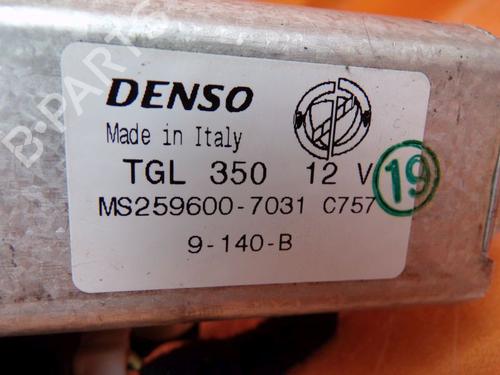 B-PARTS
DENSO
Made in Italy
TGL 350 12 V
19
MS259600-7031 C757
9-140-B